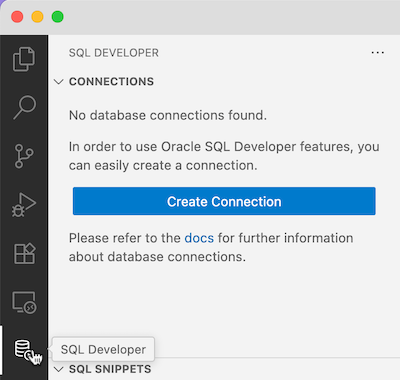 SQL DEVELOPER
CONNECTIONS
No database connections found.
In order to use Oracle SQL Developer features, you
can easily create a connection.
Create Connection
Please refer to the docs for further information
about database connections.
SQL Developer
SQL SNIPPETS